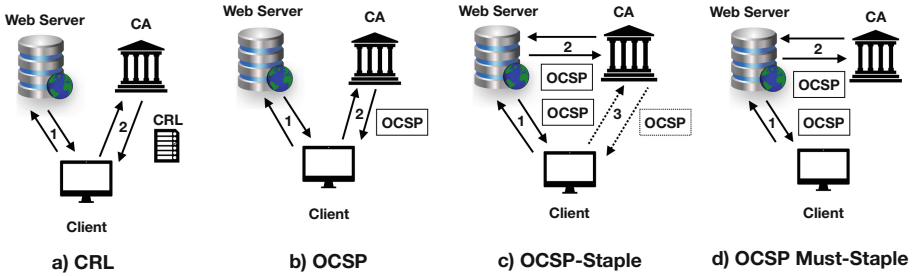 Web Server
CA
1
2
CRL
Client
a) CRL
Web Server
CA
1
2
OCSP
Client
b) OCSP
Web Server
CA
2
OCSP
OCSP
1
3
OCSP
Client
c) OCSP-Staple
Web Server
CA
2
OCSP
OCSP
1
Client
d) OCSP Must-Staple